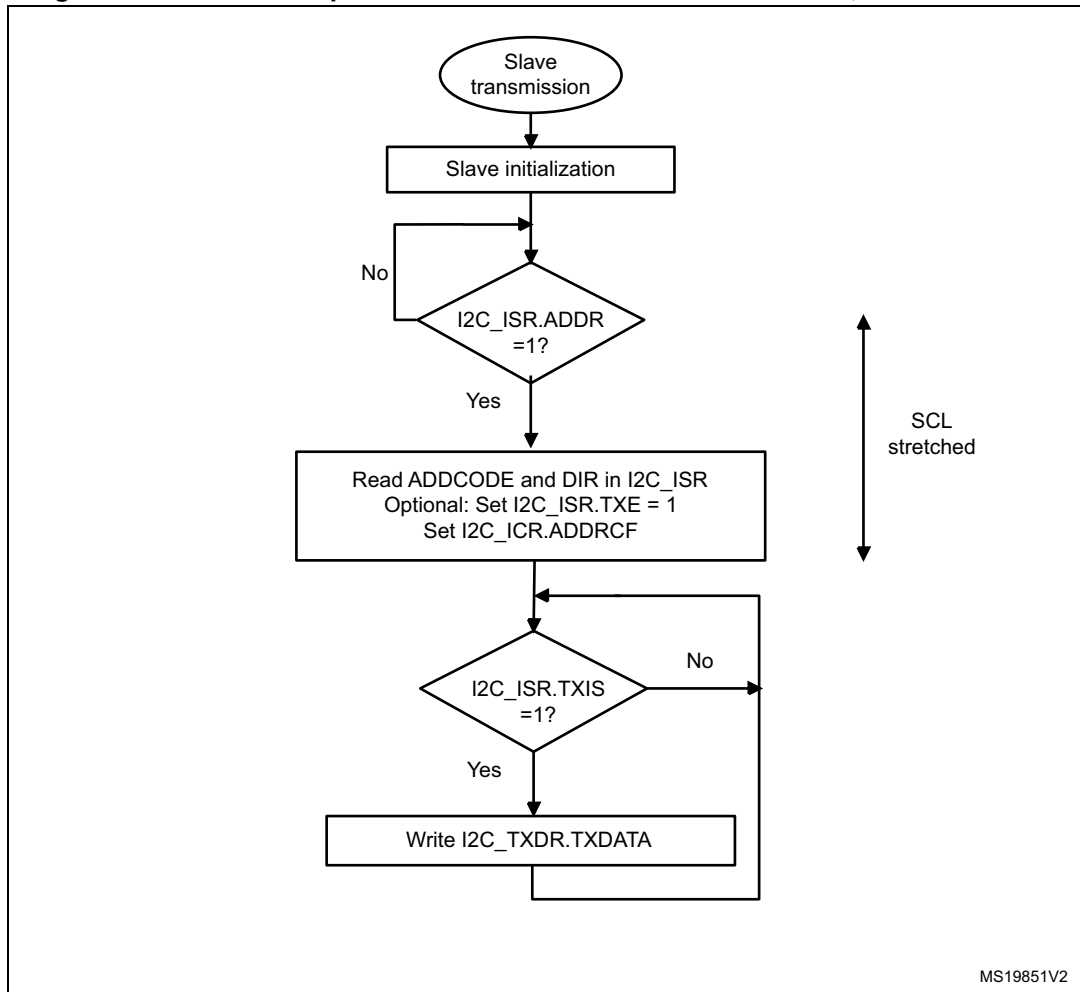 Slave
transmission
Slave initialization
No
I2C_ISR.ADDR
=1?
Yes
SCL
stretched
Read ADDCODE and DIR in I2C_ISR
Optional: Set I2C_ISR.TXE = 1
Set I2C_ICR.ADDRCF
No
I2C_ISR.TXIS
=1?
Yes
Write I2C_TXDR.TXDATA
MS19851V2